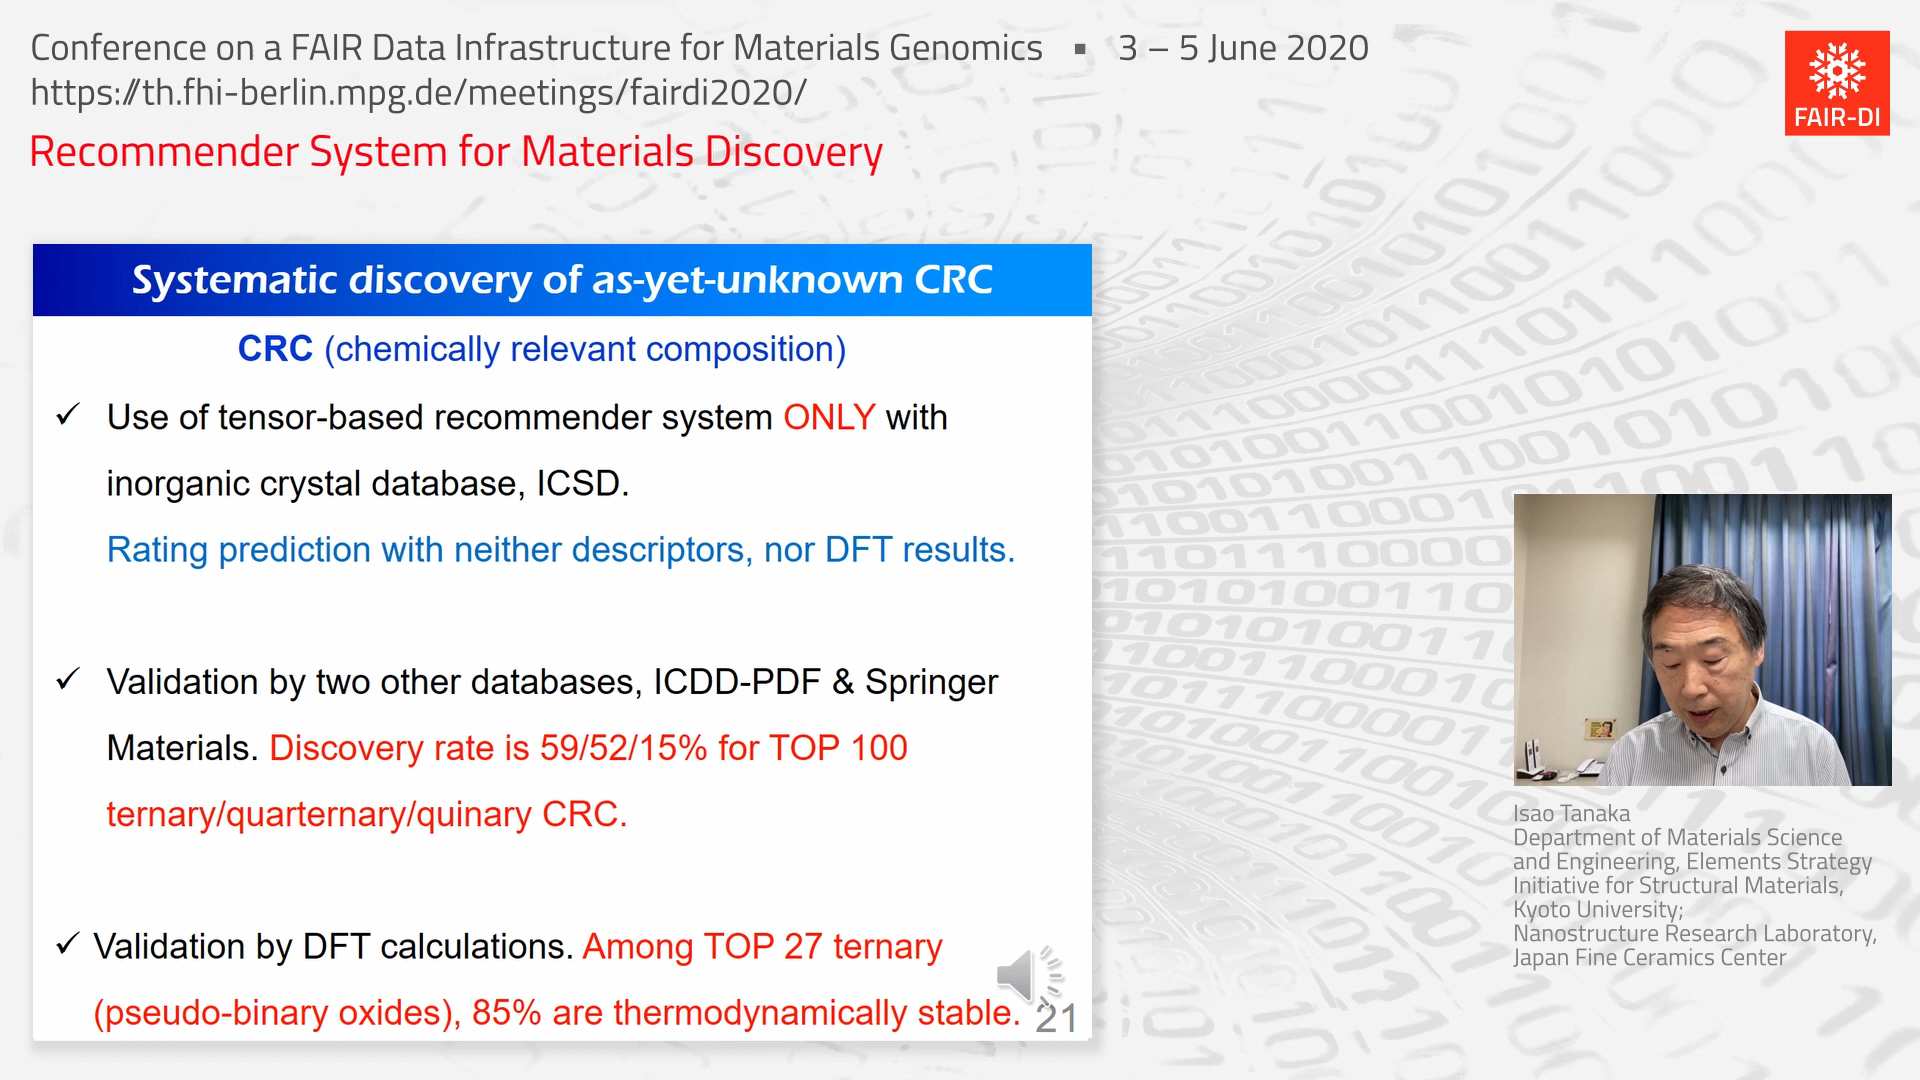 Conference on a FAIR Data Infrastructure for Materials Genomics ▪ 3 – 5 June 2020
https://th.fhi-berlin.mpg.de/meetings/fairdi2020/
Recommender System for Materials Discovery
FAIR-DI
Systematic discovery of as-yet-unknown CRC
CRC (chemically relevant composition)
✓ Use of tensor-based recommender system ONLY with
inorganic crystal database, ICSD.
Rating prediction with neither descriptors, nor DFT results.
✓ Validation by two other databases, ICDD-PDF & Springer
Materials. Discovery rate is 59/52/15% for TOP 100
ternary/quarternary/quinary CRC.
✓ Validation by DFT calculations. Among TOP 27 ternary
(pseudo-binary oxides), 85% are thermodynamically stable.
21
Isao Tanaka
Department of Materials Science
and Engineering, Elements Strategy
Initiative for Structural Materials,
Kyoto University;
Nanostructure Research Laboratory,
Japan Fine Ceramics Center